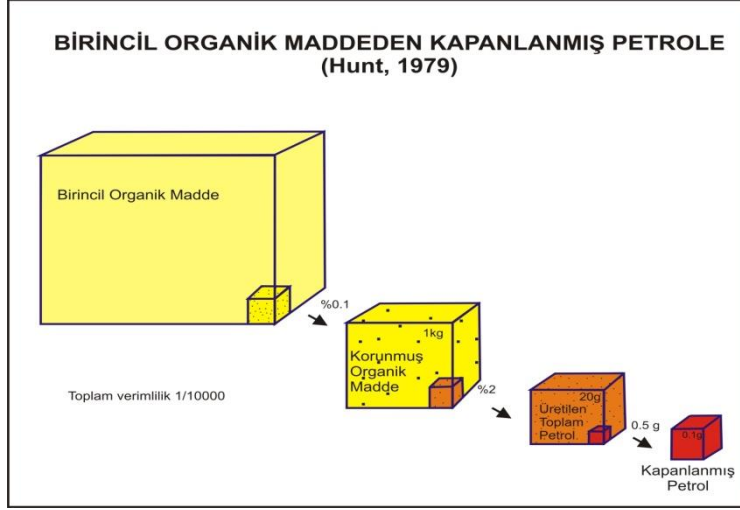 BİRİNCİL ORGANİK MADDEDEN KAPANLANMIŞ PETROLE
(Hunt, 1979)
Birincil Organik Madde
%0.1
1kg
Korunmuş
Organik
Madde
Toplam verimlilik 1/10000
%2
20g
Üretilen
Toplam
Petrol
0.5 g
0.1g
Kapanlanmış
Petrol